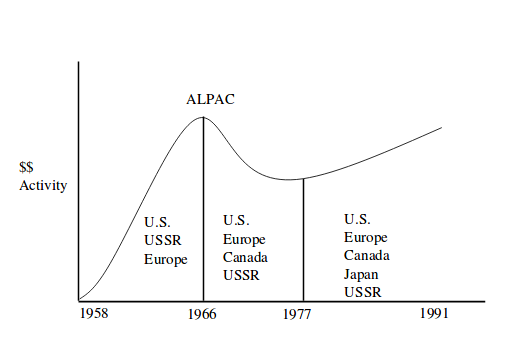 ALPAC
$$
Activity
U.S.
USSR
Europe
U.S.
Europe
Canada
USSR
U.S.
Europe
Canada
Japan
USSR
1958
1966
1977
1991